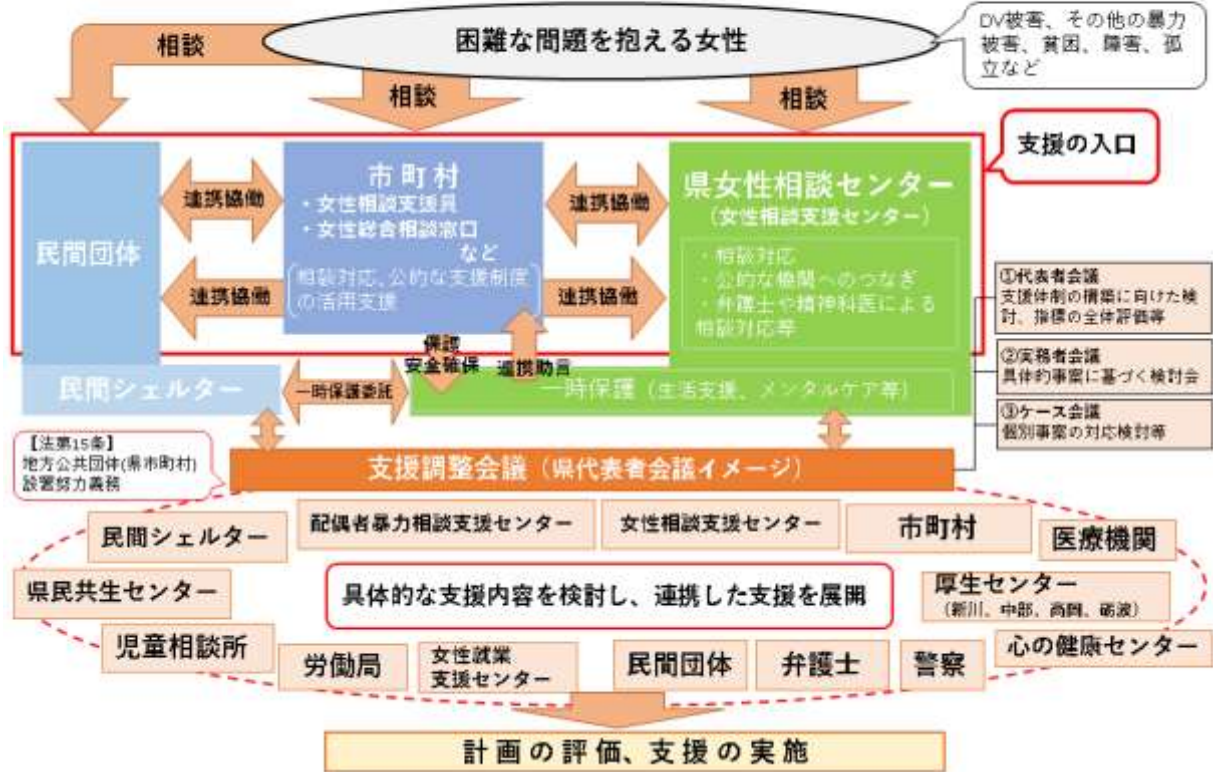 困難な問題を抱える女性
DV被害、その他の暴力
被害、貧困、障害、孤
立など
相談
相談
相談
支援の入口
民間団体
連携協働
連携協働
市町村
・女性相談支援員
・女性総合相談窓口
など
相談対応、公的な支援制度
の活用支援
連携協働
連携協働
県女性相談センター
(女性相談支援センター)
・相談対応
・公的な機関へのつなぎ
・弁護士や精神科医による
相談対応等
①代表者会議
支援体制の構築に向けた検
討、指標の全体評価等
②実務者会議
具体的事案に基づく検討会
③ケース会議
個別事案の対応検討等
保護
安全確保
連携助言
民間シェルター
一時保護委託
一時保護(生活支援、メンタルケア等)
【法第15条】
地方公共団体(県市町村)
設置努力義務
支援調整会議(県代表者会議イメージ)
民間シェルター
配偶者暴力相談支援センター
女性相談支援センター
市町村
医療機関
県民共生センター
具体的な支援内容を検討し、連携した支援を展開
厚生センター
(新川、中部、高岡、砺波)
児童相談所
労働局
女性就業
支援センター
民間団体
弁護士
警察
心の健康センター
計画の評価、支援の実施